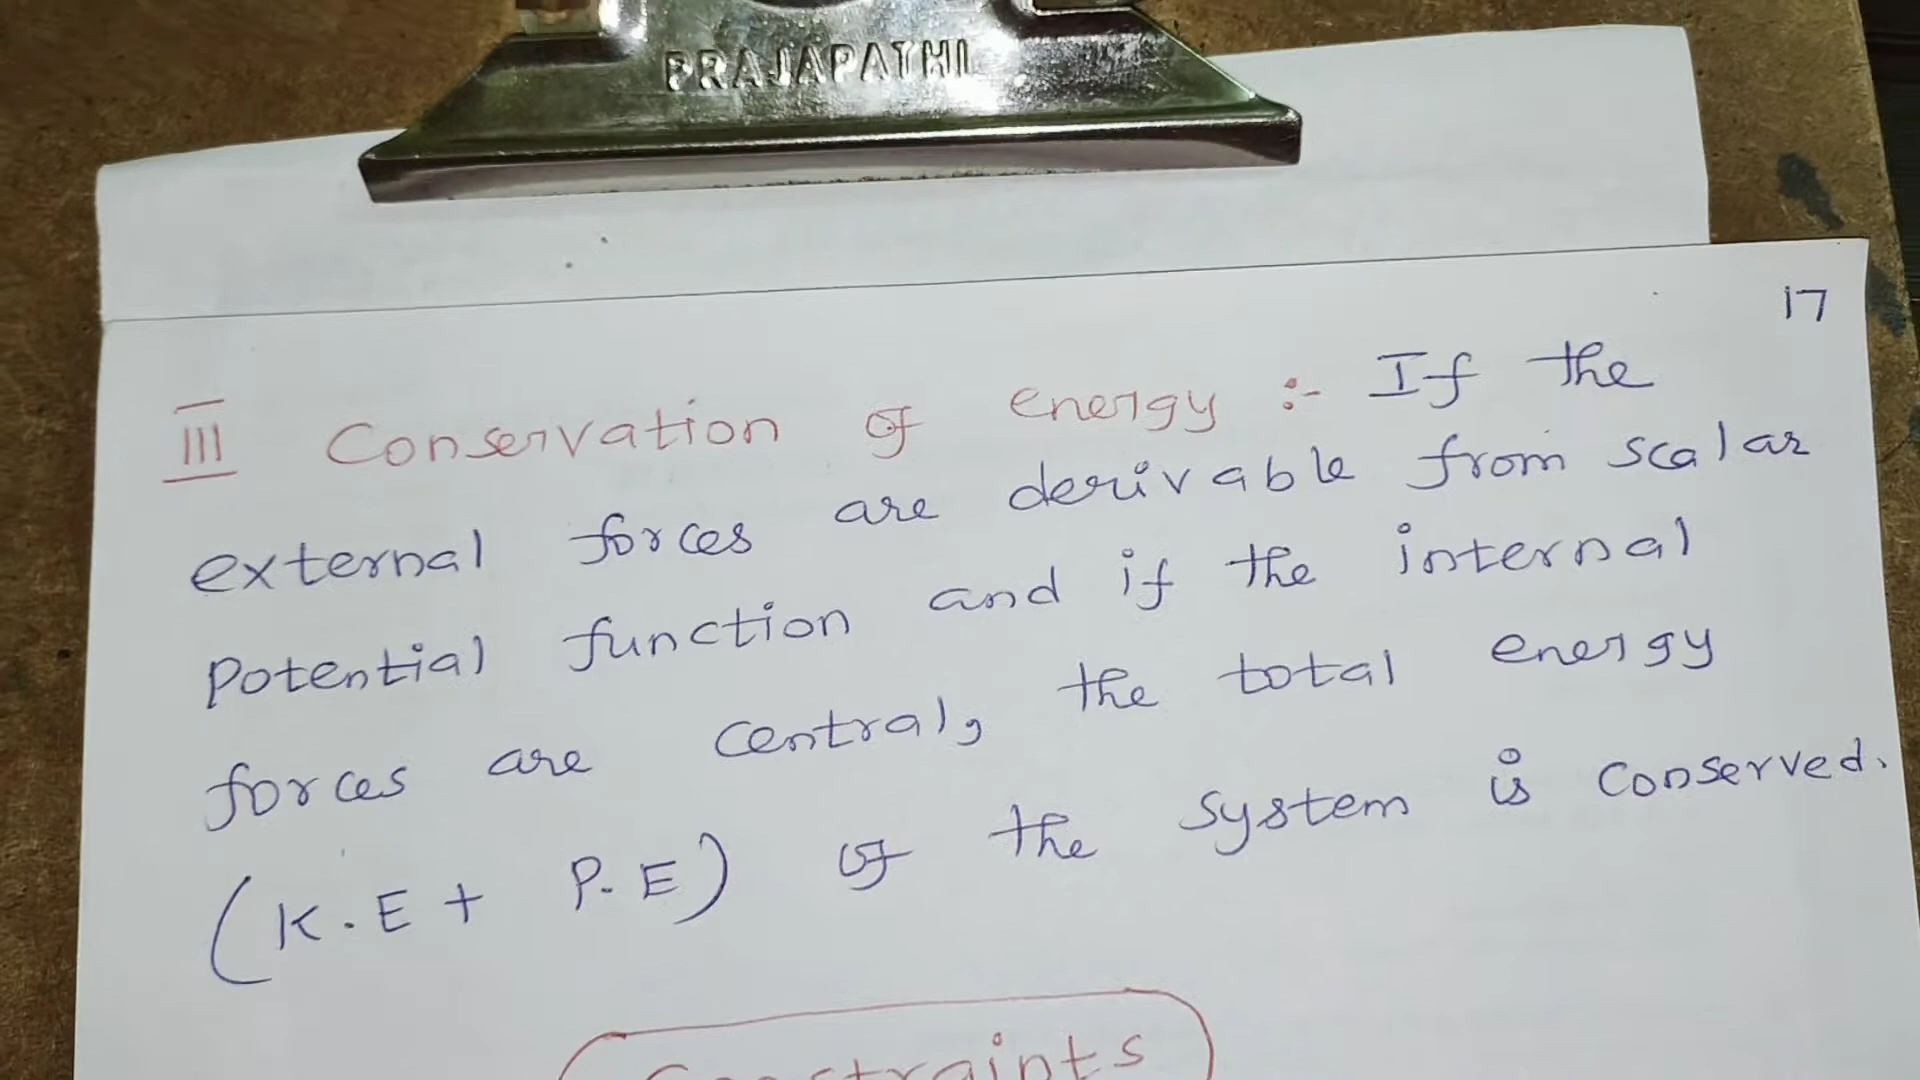 PRAJAPATHI
17
III Conservation of energy :- If the
external forces are derivable from scalar
Potential function and if the internal
forces are central, the total energy
(K.E + P.E) of the system is conserved.
Constraints